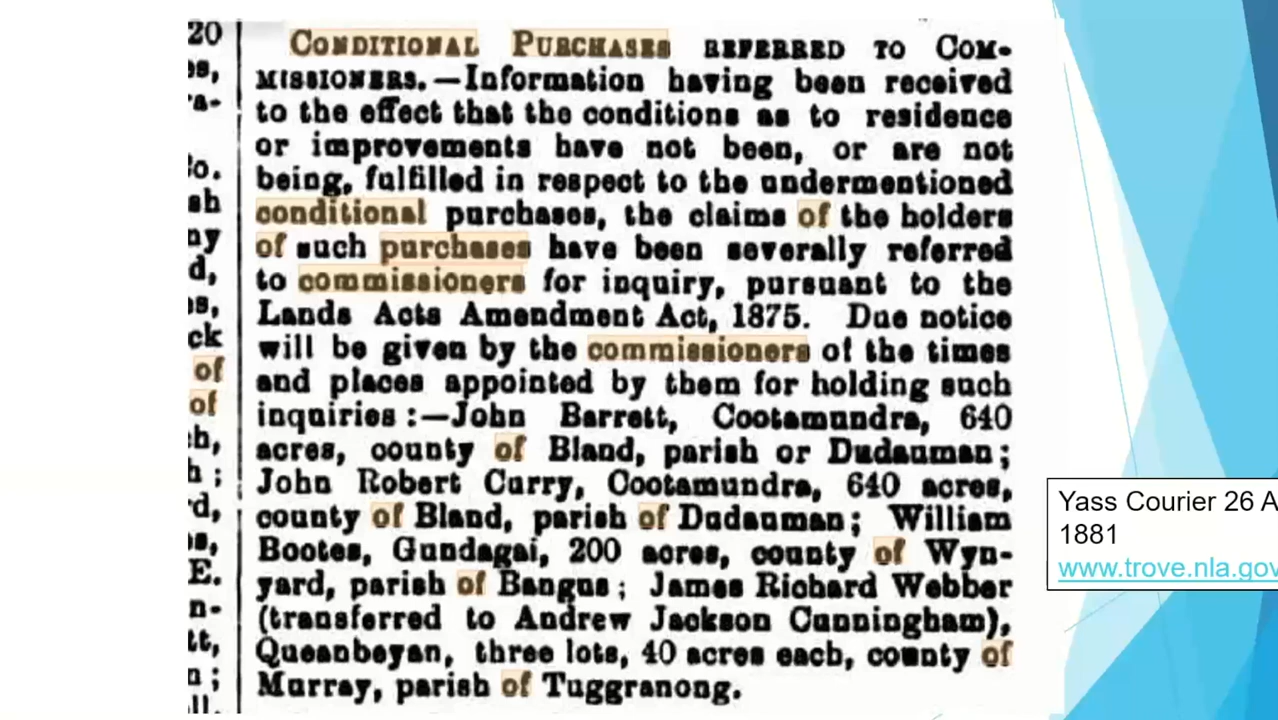 CONDITIONAL PURCHASES REFERRED TO COM-
MISSIONERS.—Information having been received
to the effect that the conditions as to residence
or improvements have not been, or are not
being, fulfilled in respect to the undermentioned
conditional purchases, the claims of the holders
of such purchases have been severally referred
to commissioners for inquiry, pursuant to the
Lands Acts Amendment Act, 1875. Due notice
will be given by the commissioners of the times
and places appointed by them for holding such
inquiries :—John Barrett, Cootamundra, 640
acres, county of Bland, parish or Dudauman;
John Robert Curry, Cootamundra, 640 acres,
county of Bland, parish of Dudauman; William
Bootes, Gundagai, 200 acres, county of Wyn-
yard, parish of Bangus; James Richard Webber
(transferred to Andrew Jackson Cunningham),
Queanbeyan, three lots, 40 acres each, county of
Murray, parish of Tuggranong.
20
of
of
E.
Yass Courier 26 A
1881
www.trove.nla.gov